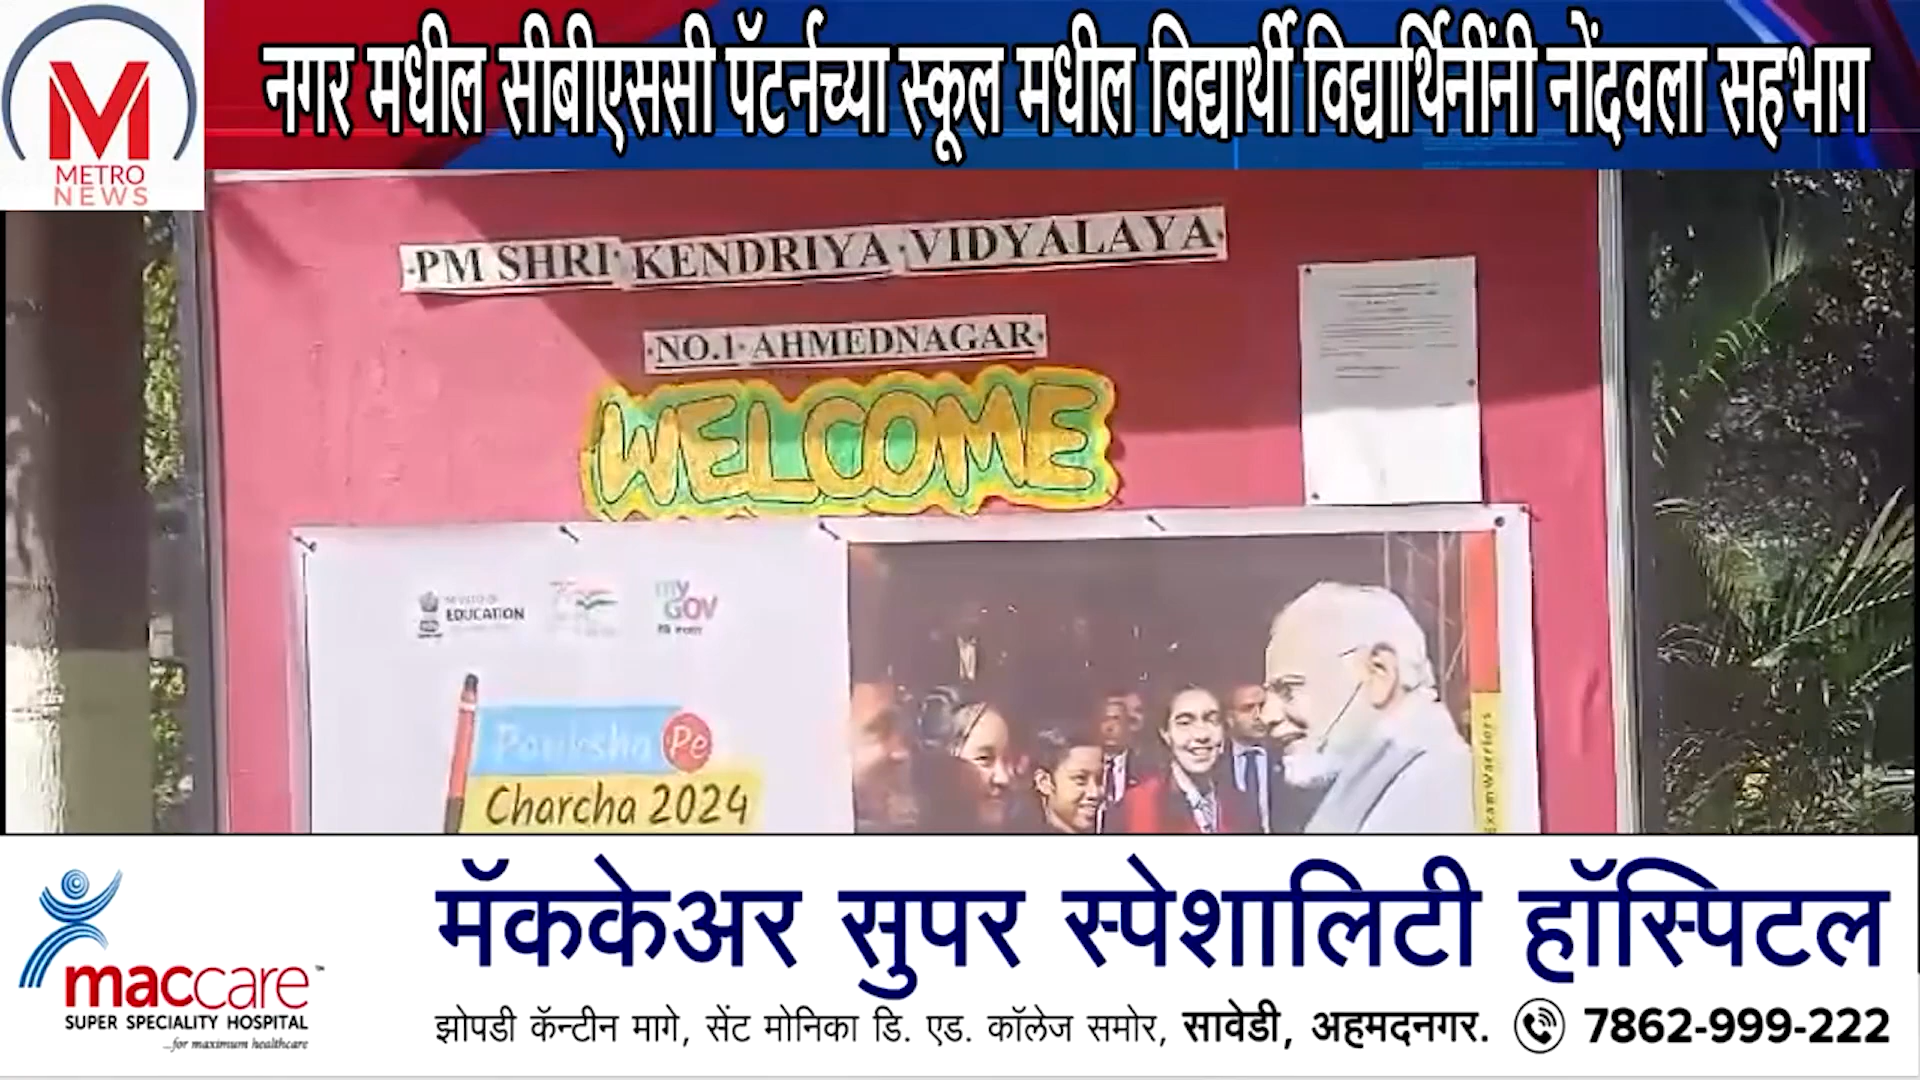 नगर मधील सीबीएससी पॅटर्नच्या स्कूल मधील विद्यार्थी विद्यार्थिनींनी नोंदवला सहभाग
M
METRO
NEWS
PM SHRI KENDRIYA VIDYALAYA
NO.1 AHMEDNAGAR
WELCOME
EDUCATION
my
GOV
Pe
Charcha 2024
ExamWarriors
maccare
SUPER SPECIALITY HOSPITAL
...for maximum healthcare
मॅककेअर सुपर स्पेशालिटी हॉस्पिटल
झोपडी कॅन्टीन मागे, सेंट मोनिका डि. एड. कॉलेज समोर, सावेडी, अहमदनगर. 7862-999-222